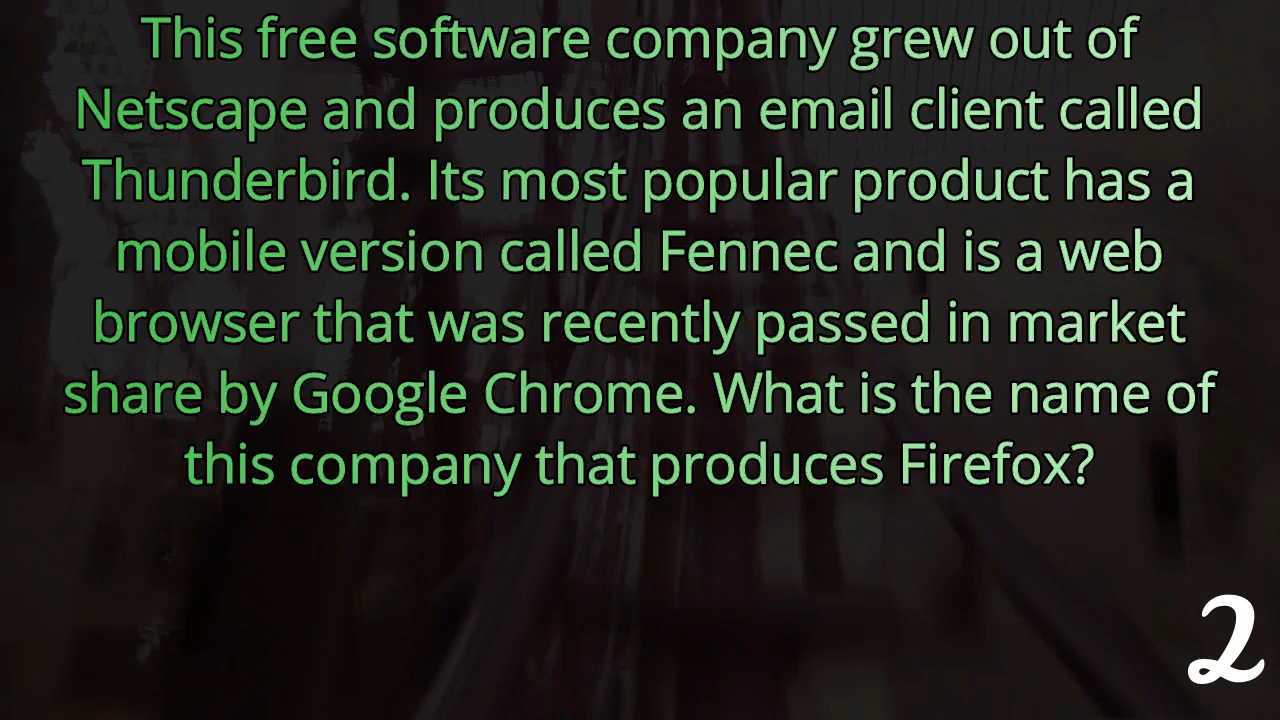 This free software company grew out of
Netscape and produces an email client called
Thunderbird. Its most popular product has a
mobile version called Fennec and is a web
browser that was recently passed in market
share by Google Chrome. What is the name of
this company that produces Firefox?
2